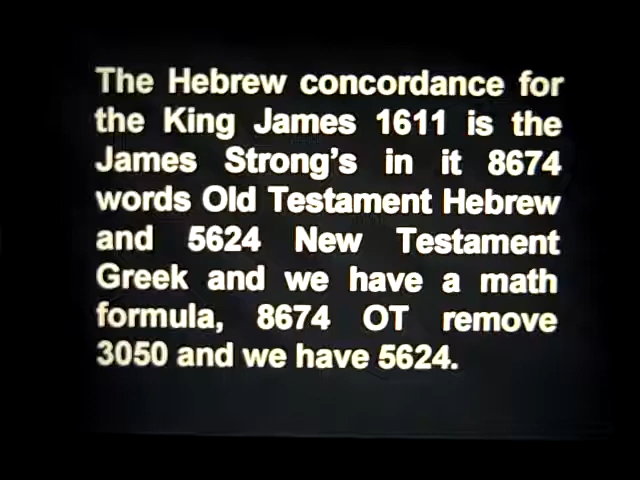 The Hebrew concordance for
the King James 1611 is the
James Strong's in it 8674
words Old Testament Hebrew
and 5624 New Testament
Greek and we have a math
formula, 8674 OT remove
3050 and we have 5624.